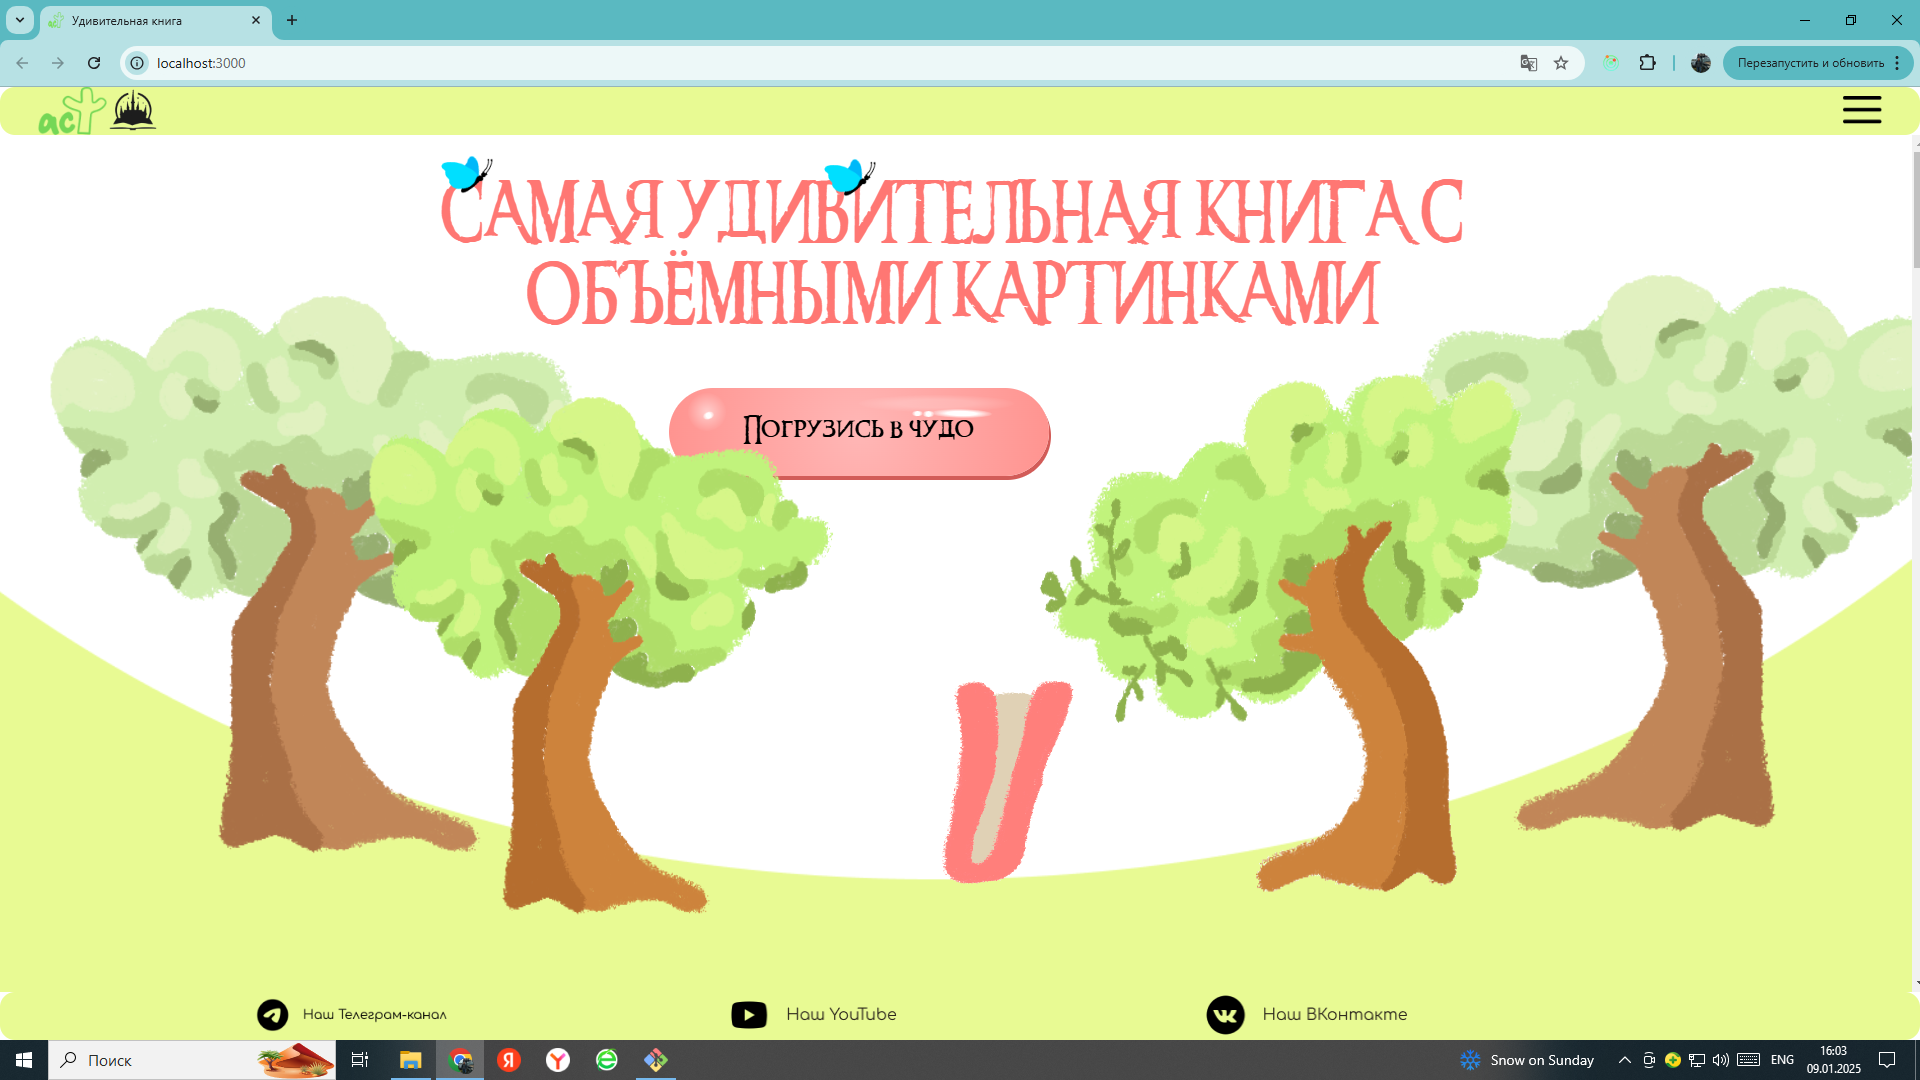 Удивительная книга
localhost:3000
Перезапустить и обновить
аст
САМАЯ УДИВИТЕЛЬНАЯ КНИГА С
ОБЪЁМНЫМИ КАРТИНКАМИ
Погрузись в чудо
Наш Телеграм-канал
Наш YouTube
Наш ВКонтакте
Поиск
Snow on Sunday
ENG
16:03
09.01.2025